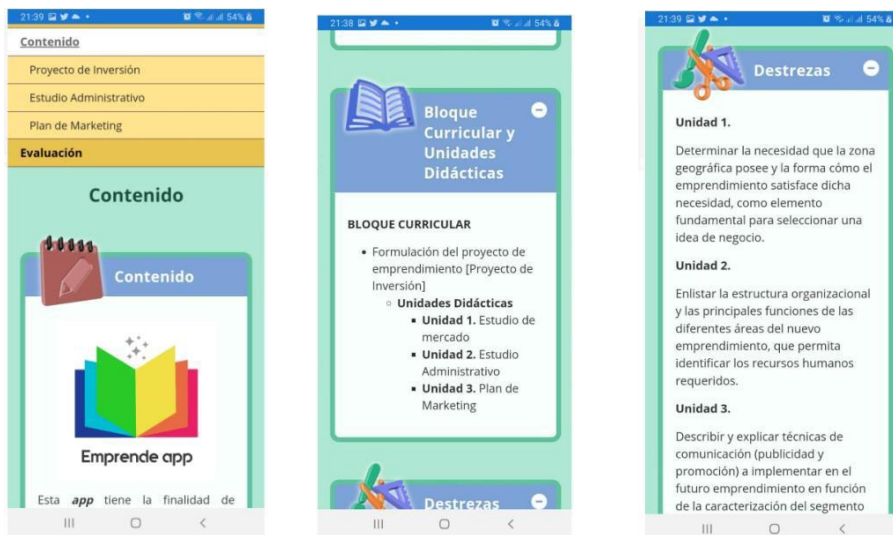 21:39
54%
Contenido
Proyecto de Inversión
Estudio Administrativo
Plan de Marketing
Evaluación
Contenido
Contenido
Emprende app
Esta app tiene la finalidad de
21:38
54%
Bloque
Curricular y
Unidades
Didácticas
BLOQUE CURRICULAR
• Formulación del proyecto de
emprendimiento [Proyecto de
Inversión]
○ Unidades Didácticas
▪ Unidad 1. Estudio de
mercado
▪ Unidad 2. Estudio
Administrativo
▪ Unidad 3. Plan de
Marketing
Destrezas
21:39
54%
Destrezas
Unidad 1.
Determinar la necesidad que la zona
geográfica posee y la forma cómo el
emprendimiento satisface dicha
necesidad, como elemento
fundamental para seleccionar una
idea de negocio.
Unidad 2.
Enlistar la estructura organizacional
y las principales funciones de las
diferentes áreas del nuevo
emprendimiento, que permita
identificar los recursos humanos
requeridos.
Unidad 3.
Describir y explicar técnicas de
comunicación (publicidad y
promoción) a implementar en el
futuro emprendimiento en función
de la caracterización del segmento